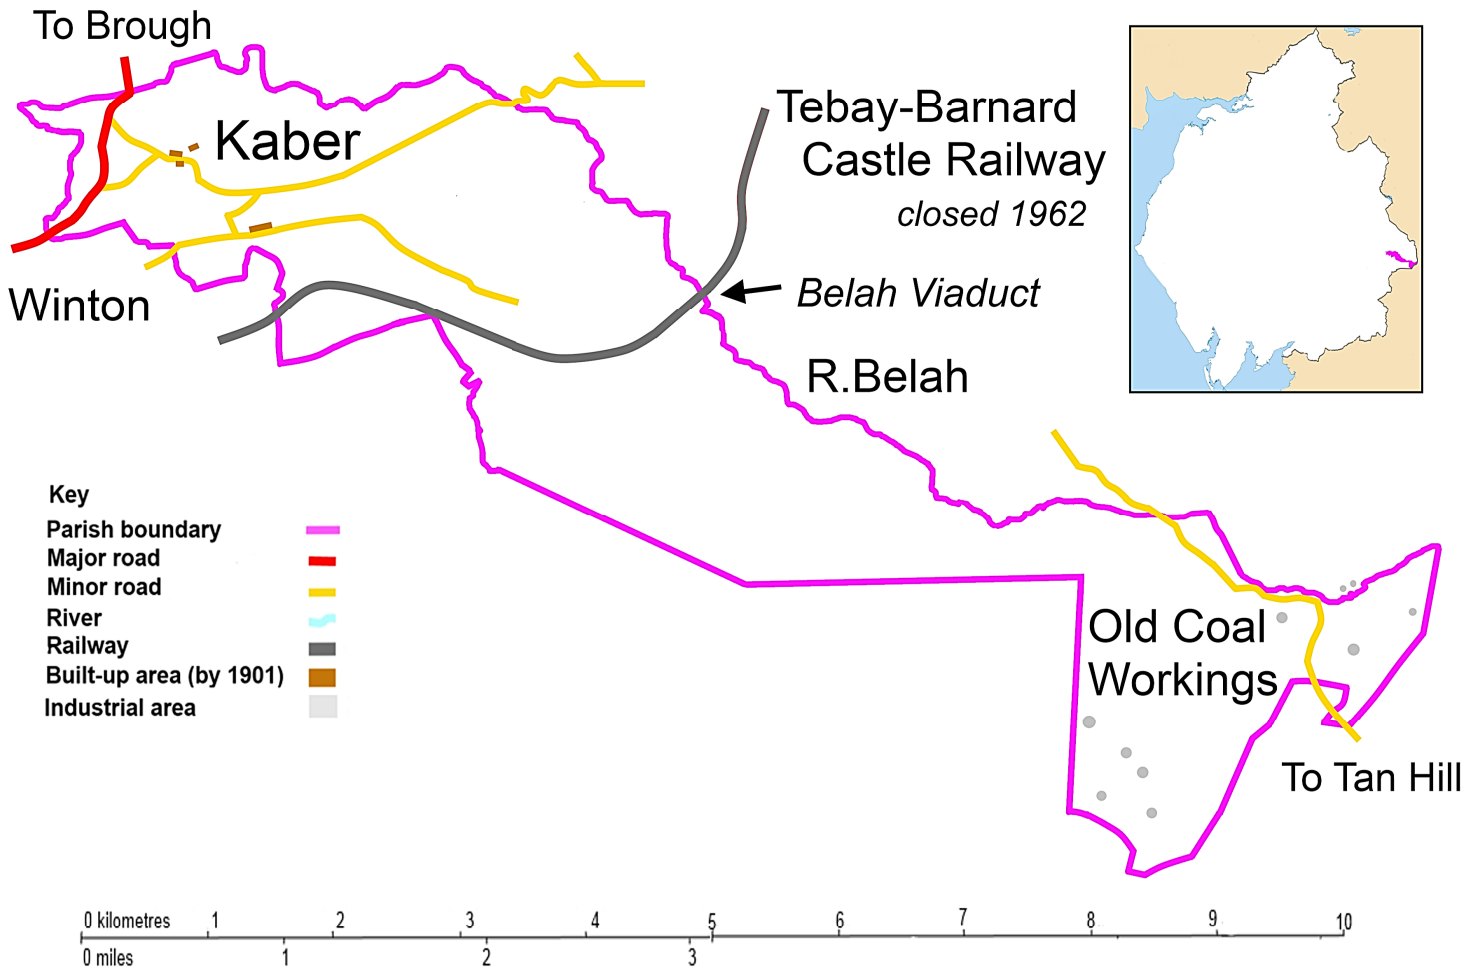 To Brough
Kaber
Tebay-Barnard
Castle Railway
closed 1962
Winton
Belah Viaduct
R.Belah
Key
Parish boundary
Major road
Minor road
River
Railway
Built-up area (by 1901)
Industrial area
Old Coal
Workings
To Tan Hill
0 kilometres 1 2 3 4 5 6 7 8 9 10
0 miles 1 2 3